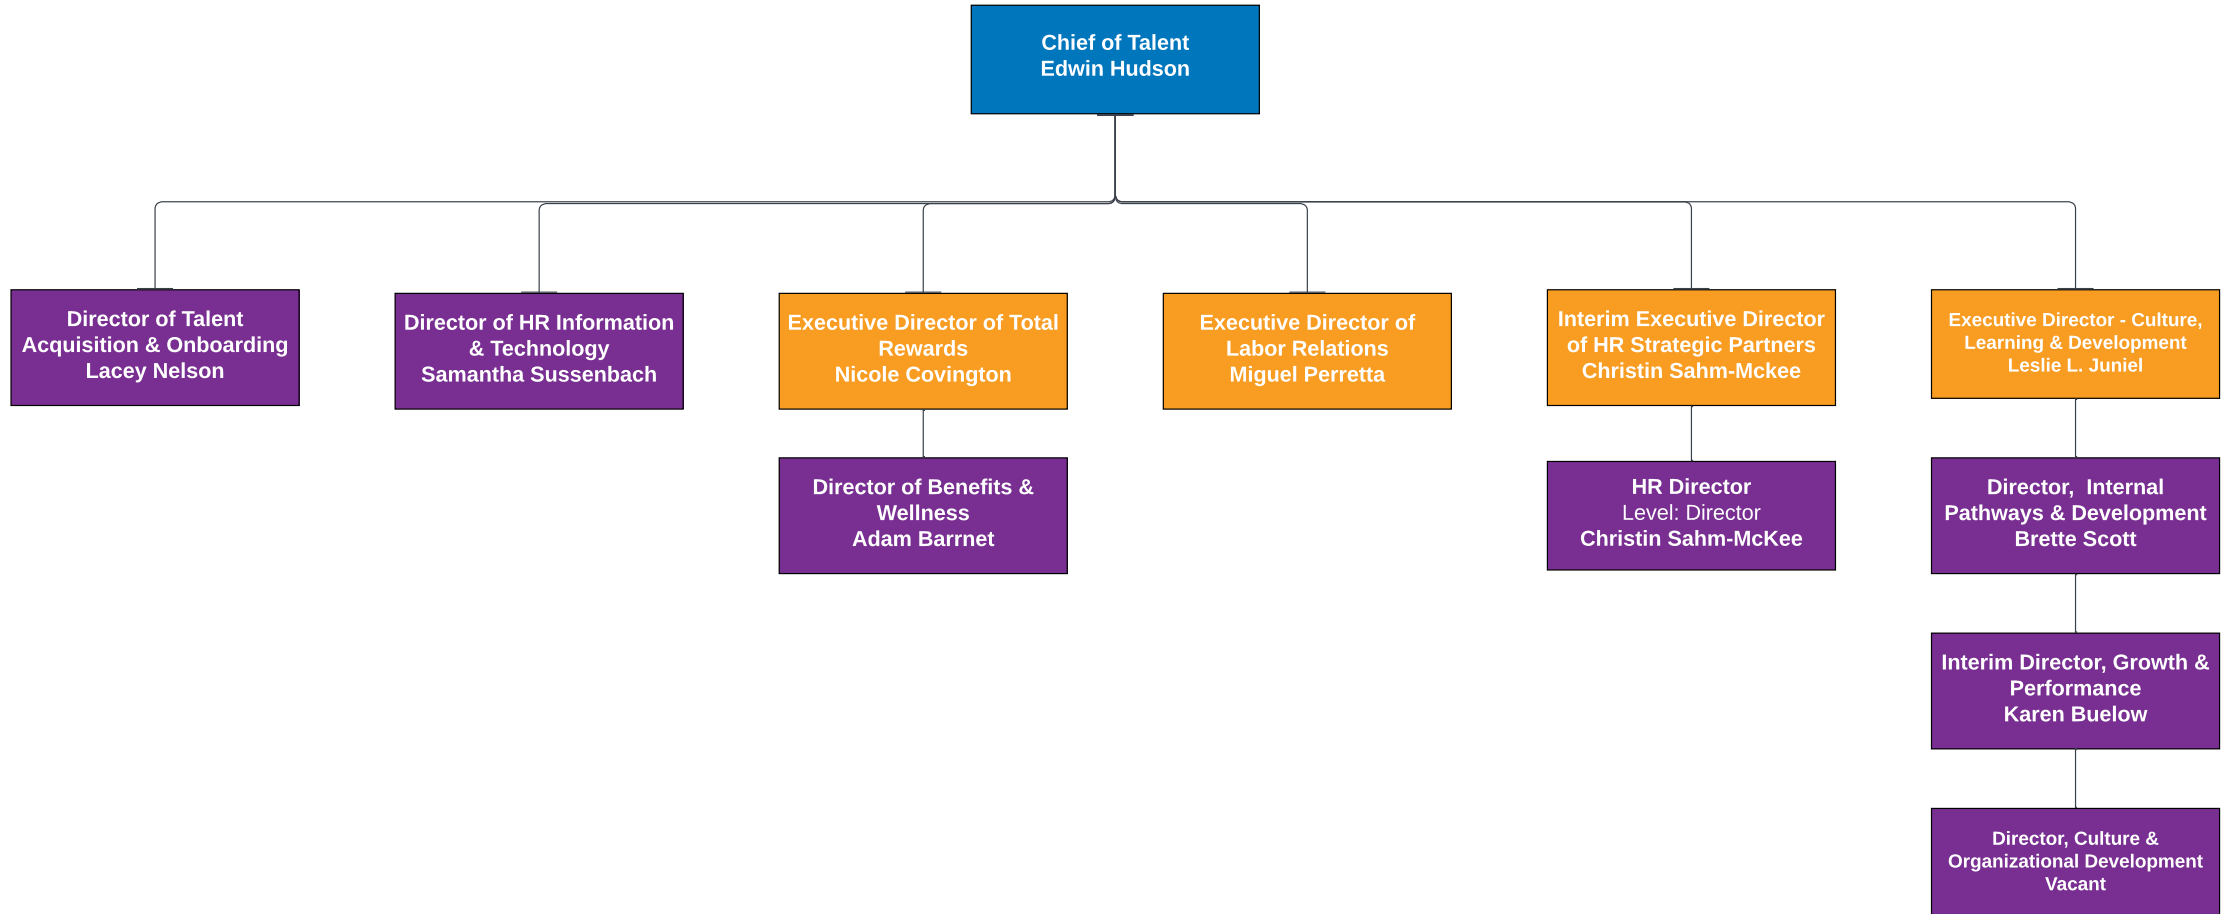 Chief of Talent
Edwin Hudson
Director of Talent
Acquisition & Onboarding
Lacey Nelson
Director of HR Information
& Technology
Samantha Sussenbach
Executive Director of Total
Rewards
Nicole Covington
Executive Director of
Labor Relations
Miguel Perretta
Interim Executive Director
of HR Strategic Partners
Christin Sahm-Mckee
Executive Director - Culture,
Learning & Development
Leslie L. Juniel
Director of Benefits &
Wellness
Adam Barrnet
HR Director
Level: Director
Christin Sahm-McKee
Director,  Internal
Pathways & Development
Brette Scott
Interim Director, Growth &
Performance
Karen Buelow
Director, Culture &
Organizational Development
Vacant